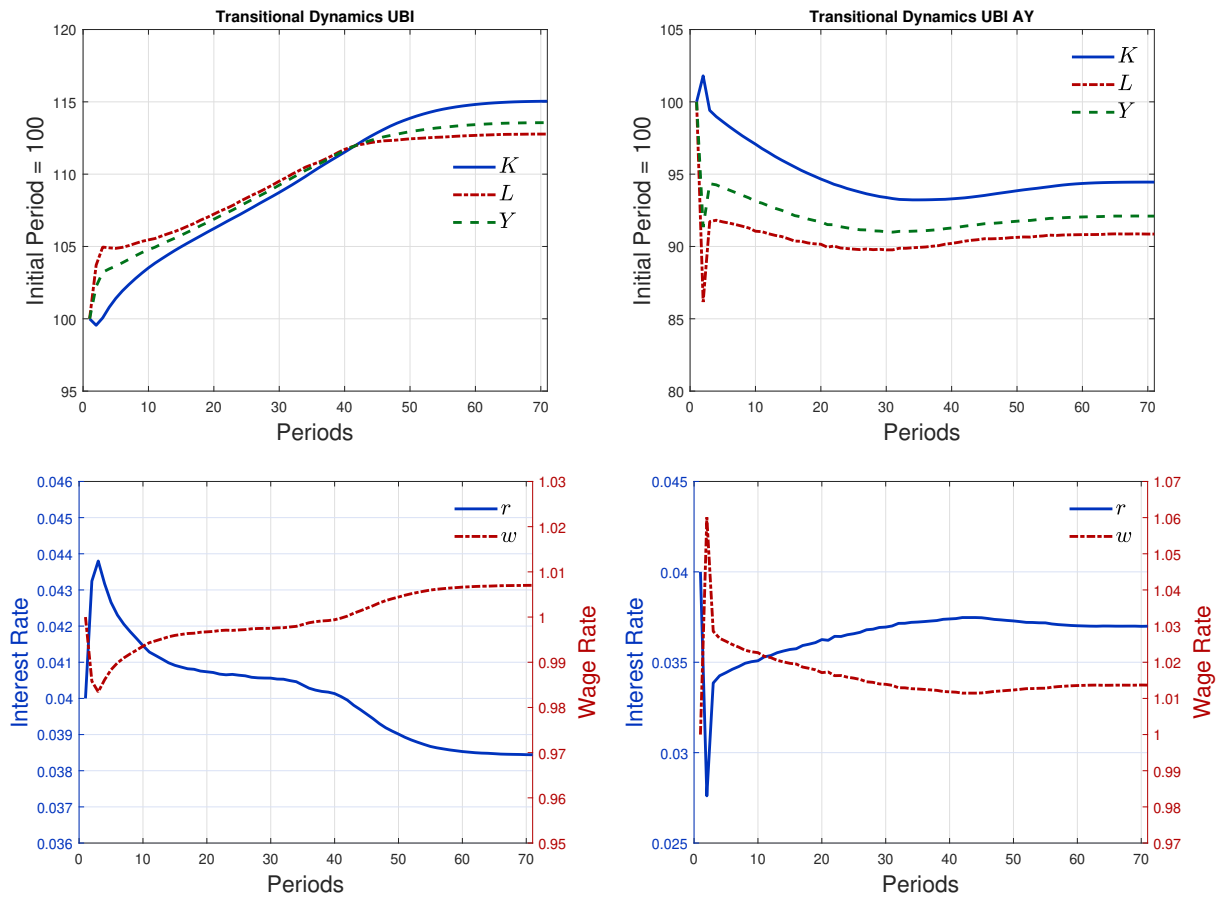 Transitional Dynamics UBI
120
115
110
105
100
95
Initial Period = 100
K
L
Y
0 10 20 30 40 50 60 70
Periods
Transitional Dynamics UBI AY
105
100
95
90
85
80
Initial Period = 100
K
L
Y
0 10 20 30 40 50 60 70
Periods
0.046
0.045
0.044
0.043
0.042
0.041
0.04
0.039
0.038
0.037
0.036
Interest Rate
r
w
1.03
1.02
1.01
1
0.99
0.98
0.97
0.96
0.95
Wage Rate
0 10 20 30 40 50 60 70
Periods
0.045
0.04
0.035
0.03
0.025
Interest Rate
r
w
1.07
1.06
1.05
1.04
1.03
1.02
1.01
1
0.99
0.98
0.97
Wage Rate
0 10 20 30 40 50 60 70
Periods